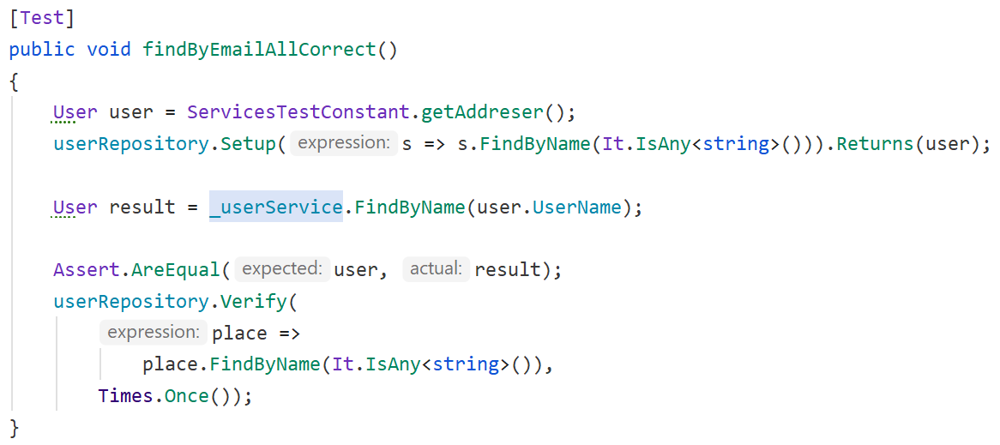 [Test]
public void findByEmailAllCorrect()
{
    User user = ServicesTestConstant.getAddreser();
    userRepository.Setup( expression: s => s.FindByName(It.IsAny<string>())).Returns(user);

    User result = _userService.FindByName(user.UserName);

    Assert.AreEqual( expected: user, actual: result);
    userRepository.Verify(
        expression: place =>
            place.FindByName(It.IsAny<string>()),
        Times.Once());
}